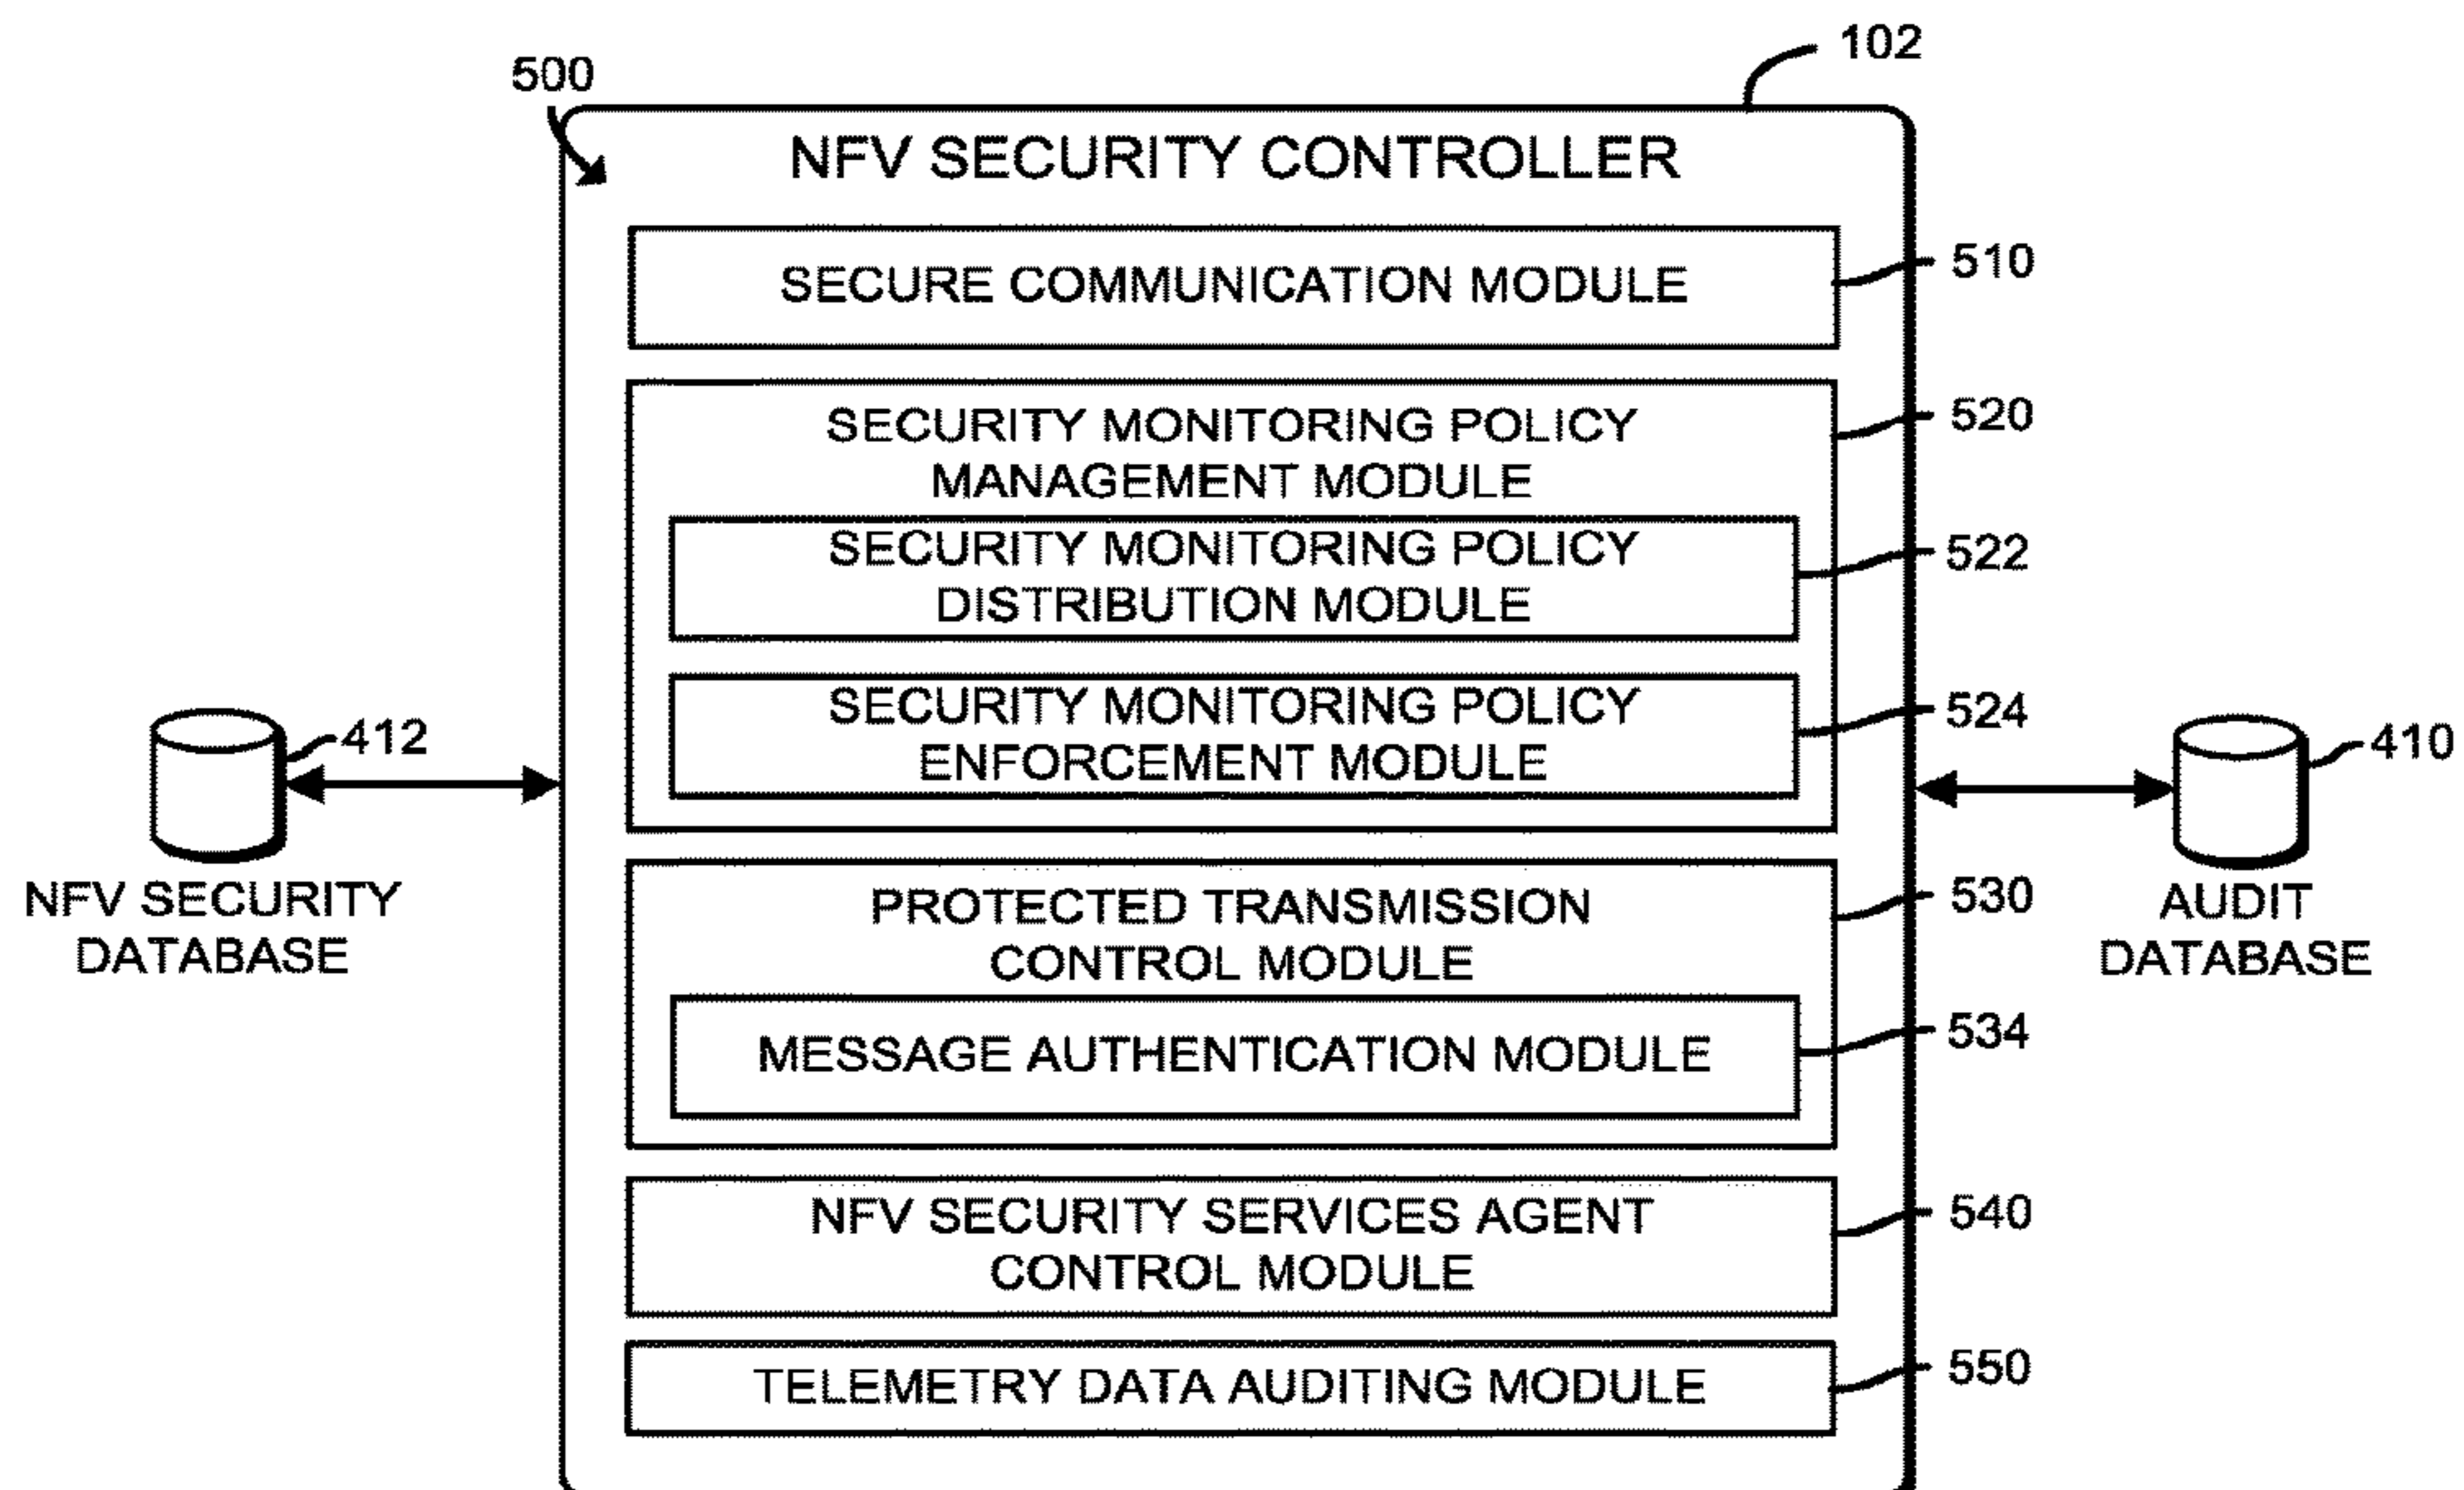 500
102
NFV SECURITY CONTROLLER
SECURE COMMUNICATION MODULE
510
SECURITY MONITORING POLICY
MANAGEMENT MODULE
520
SECURITY MONITORING POLICY
DISTRIBUTION MODULE
522
SECURITY MONITORING POLICY
ENFORCEMENT MODULE
524
412
NFV SECURITY
DATABASE
410
AUDIT
DATABASE
PROTECTED TRANSMISSION
CONTROL MODULE
530
MESSAGE AUTHENTICATION MODULE
534
NFV SECURITY SERVICES AGENT
CONTROL MODULE
540
TELEMETRY DATA AUDITING MODULE
550